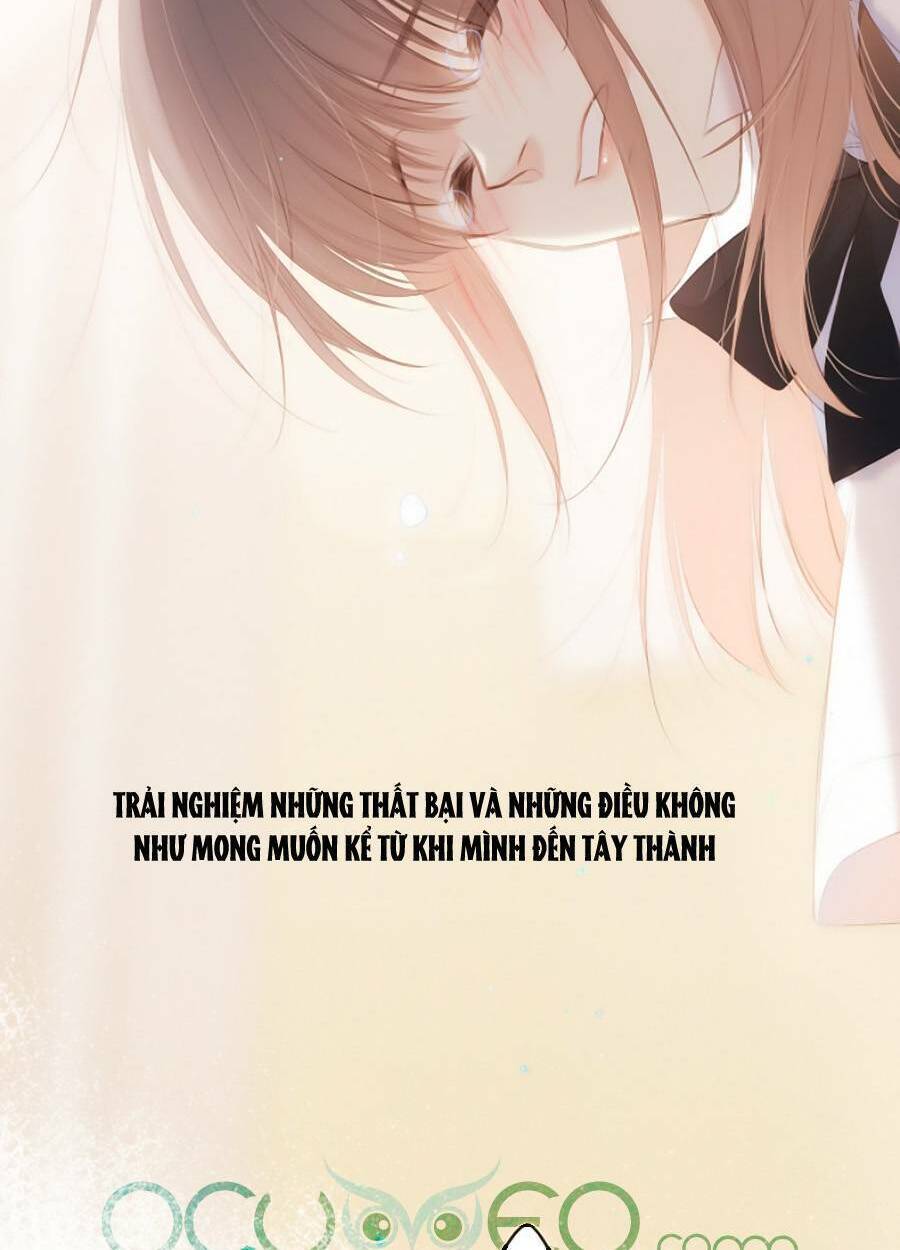 TRẢI NGHIỆM NHỮNG THẤT BẠI VÀ NHỮNG ĐIỀU KHÔNG
NHƯ MONG MUỐN KỂ TỪ KHI MÌNH ĐẾN TÂY THÀNH